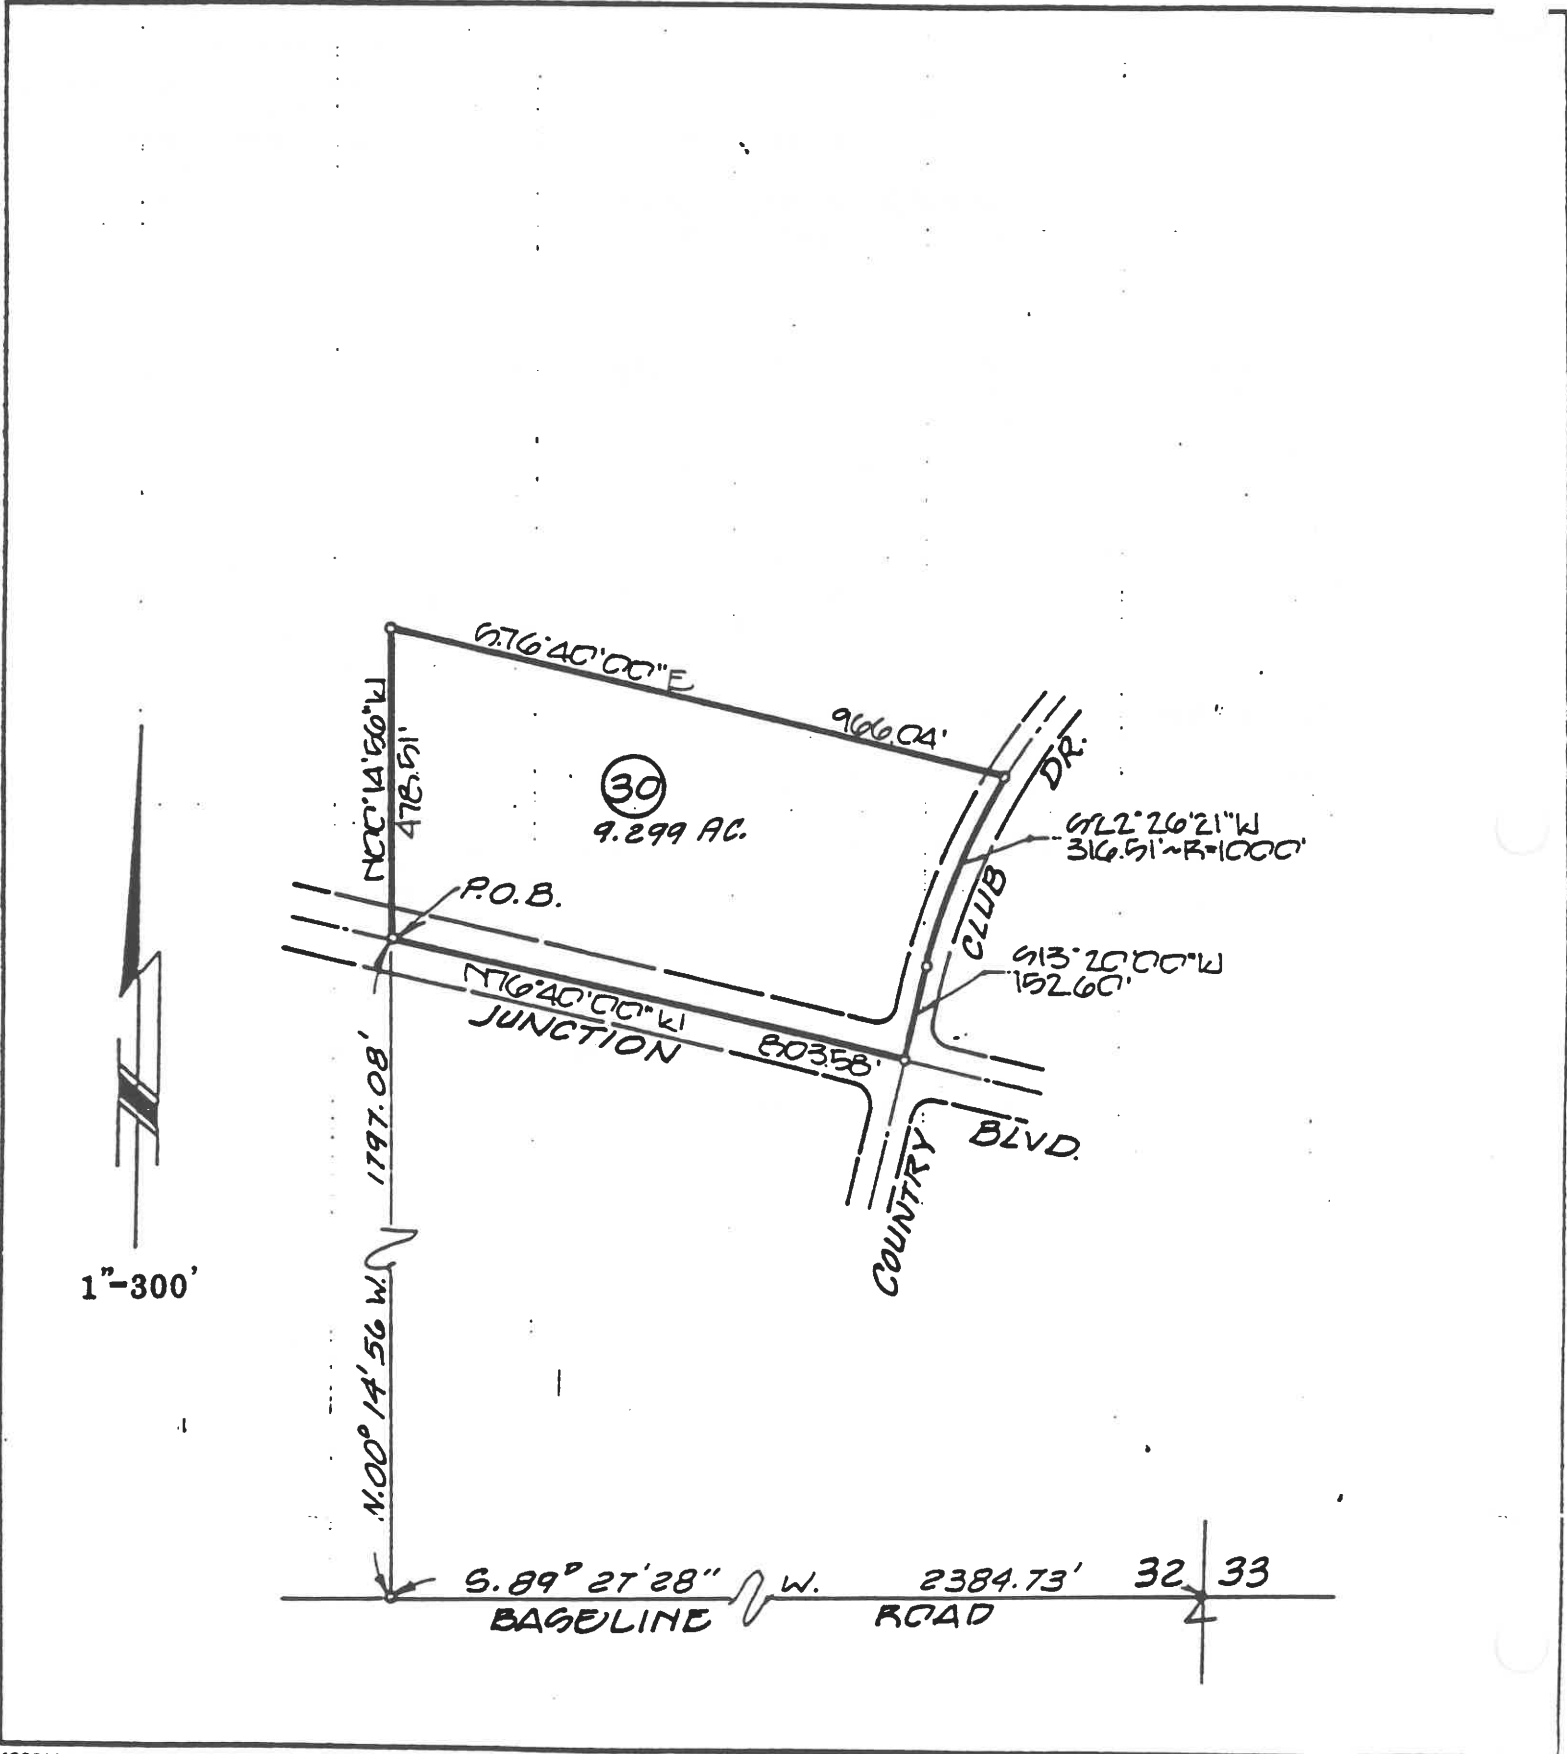 S.76°40'00"E
966.04'
N00°14'56"W
478.51'
30
9.299 AC.
DR.
S22°26'21"W
316.51'~R=1000'
P.O.B.
CLUB
S13°20'00"W
152.60'
N76°40'00"W
803.58'
JUNCTION
BLVD.
COUNTRY
1797.08'
N.00° 14' 56 W.
1"-300'
S. 89° 27' 28" W. 2384.73' 32 33
BASELINE ROAD
4